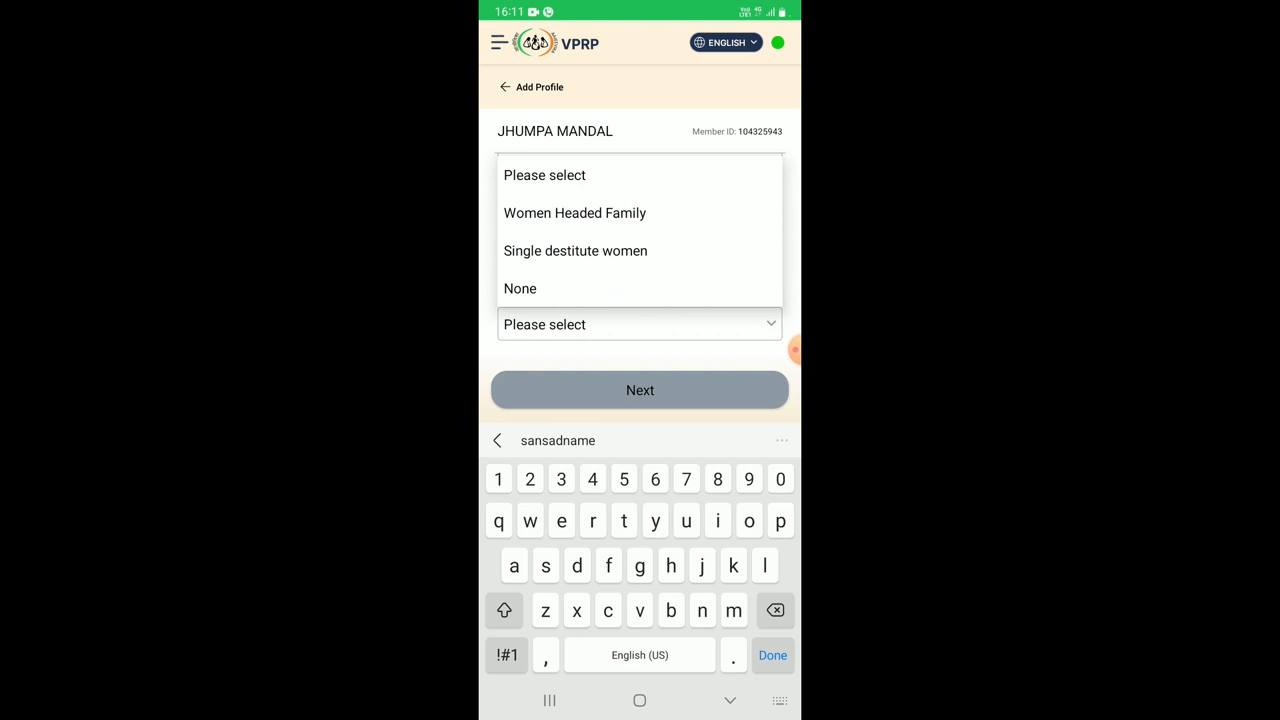 16:11
VPRP
ENGLISH
Add Profile
JHUMPA MANDAL
Member ID: 104325943
Please select
Women Headed Family
Single destitute women
None
Please select
Next
sansadname
1 2 3 4 5 6 7 8 9 0
q w e r t y u i o p
a s d f g h j k l
z x c v b n m
!#1 , English (US) . Done